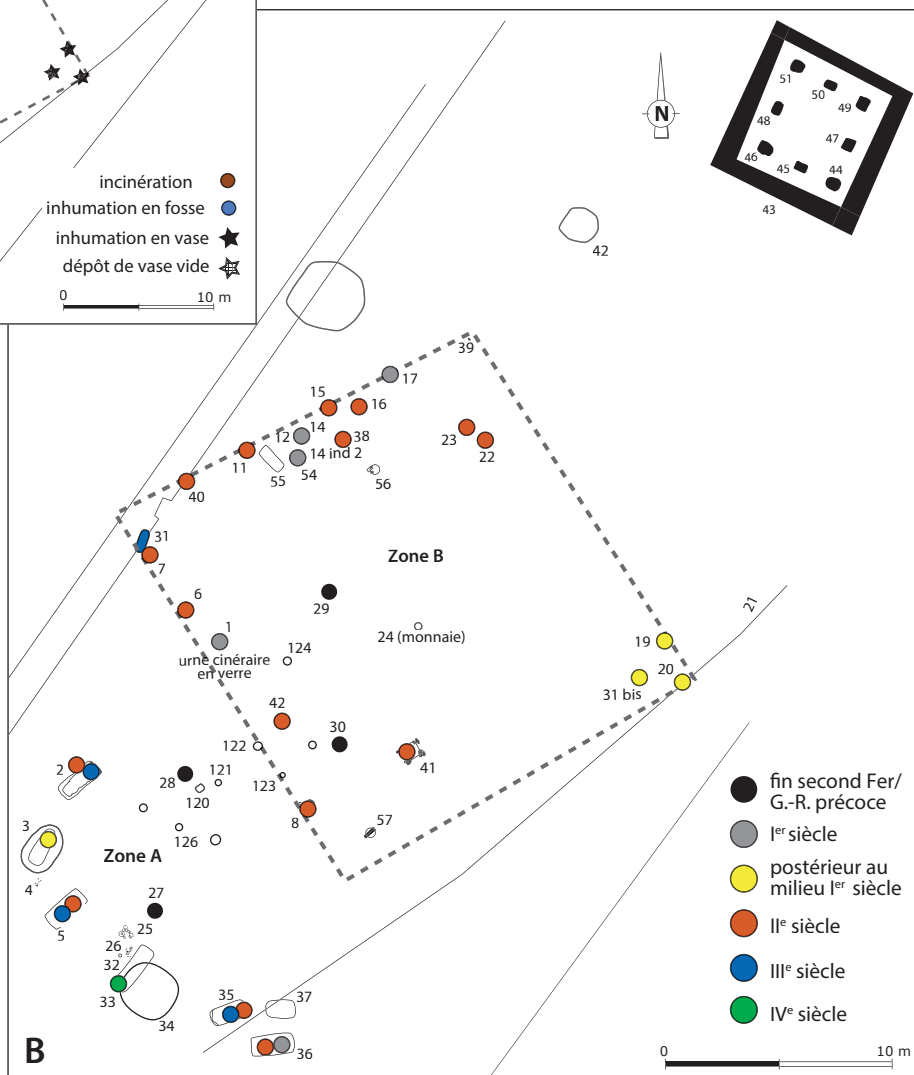 incinération
inhumation en fosse
inhumation en vase
dépôt de vase vide
0 10 m
N
51
50
49
48
47
46
45
44
43
42
39
17
15
16
14
12
38
14 ind 2
11
54
55
56
23
22
40
31
7
Zone B
6
29
1
24 (monnaie)
urne cinéraire
en verre
124
21
19
20
31 bis
42
30
122
41
2
28
121
120
123
8
57
3
126
Zone A
4
27
5
25
26
32
33
34
35
37
36
fin second Fer/
G.-R. précoce
Ier siècle
postérieur au
milieu Ier siècle
IIe siècle
IIIe siècle
IVe siècle
B
0 10 m